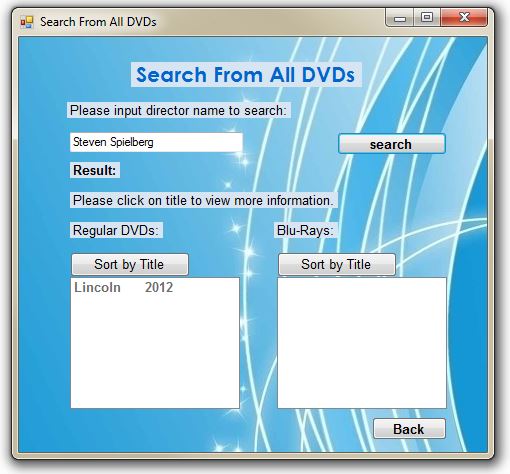 Search From All DVDs
Search From All DVDs
Please input director name to search:
Steven Spielberg
search
Result:
Please click on title to view more information.
Regular DVDs:
Blu-Rays:
Sort by Title
Sort by Title
Lincoln 2012
Back